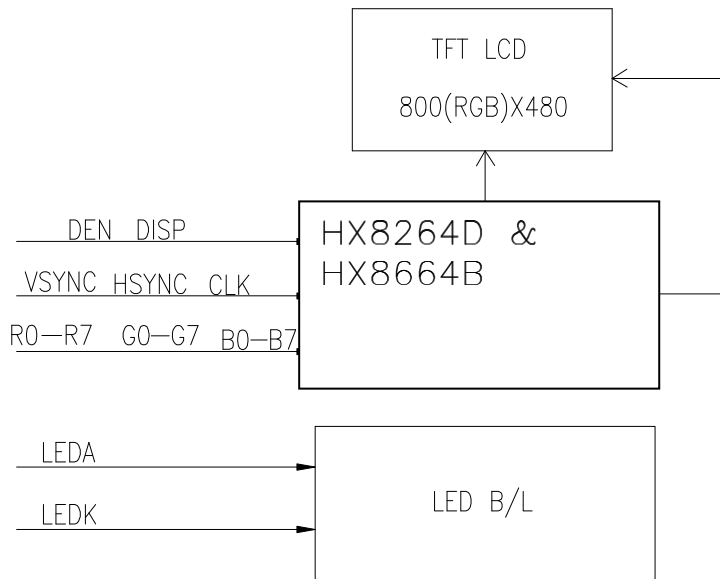 TFT LCD
800(RGB)X480
DEN DISP
HX8264D &
HX8664B
VSYNC HSYNC CLK
R0—R7 G0—G7 B0—B7
LEDA
LEDK
LED B/L